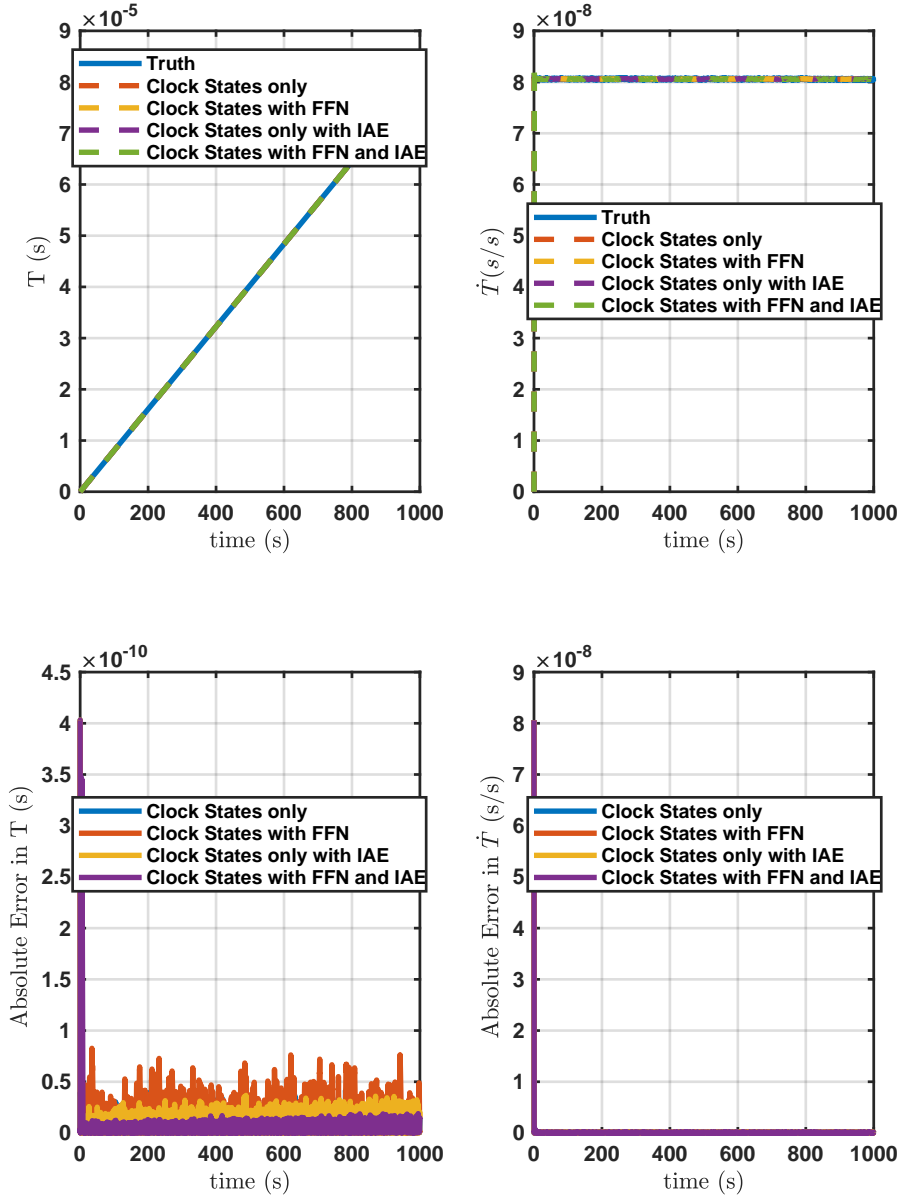 ×10^-5
9
8
7
6
5
4
3
2
1
0
T (s)
Truth
Clock States only
Clock States with FFN
Clock States only with IAE
Clock States with FFN and IAE
0 200 400 600 800 1000
time (s)
×10^-8
9
8
7
6
5
4
3
2
1
0
Ṫ(s/s)
Truth
Clock States only
Clock States with FFN
Clock States only with IAE
Clock States with FFN and IAE
0 200 400 600 800 1000
time (s)
×10^-10
4.5
4
3.5
3
2.5
2
1.5
1
0.5
0
Absolute Error in T (s)
Clock States only
Clock States with FFN
Clock States only with IAE
Clock States with FFN and IAE
0 200 400 600 800 1000
time (s)
×10^-8
9
8
7
6
5
4
3
2
1
0
Absolute Error in Ṫ (s/s)
Clock States only
Clock States with FFN
Clock States only with IAE
Clock States with FFN and IAE
0 200 400 600 800 1000
time (s)